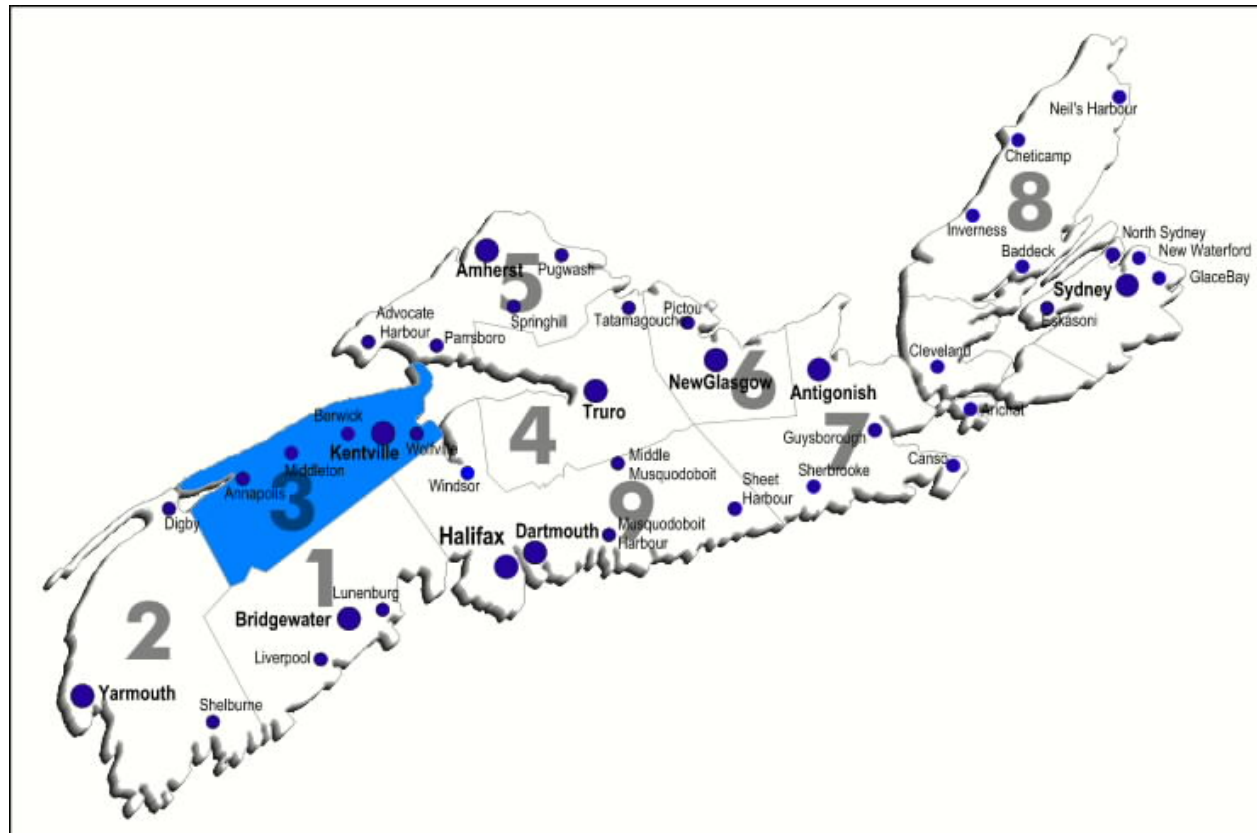 Neil's Harbour
Cheticamp
8
Inverness
North Sydney
New Waterford
Baddeck
GlaceBay
Sydney
Eskasoni
Amherst
Pugwash
5
Springhill
Tatamagouche
Pictou
Advocate
Harbour
Parrsboro
NewGlasgow
6
Antigonish
Cleveland
Arichat
Truro
4
7
Guysborough
Canso
Berwick
Kentville
Wolfville
Middleton
Annapolis
3
Windsor
Middle
Musquodoboit
Sherbrooke
Sheet
Harbour
9
Digby
Halifax
Dartmouth
Musquodoboit
Harbour
1
Lunenburg
Bridgewater
2
Liverpool
Yarmouth
Shelburne